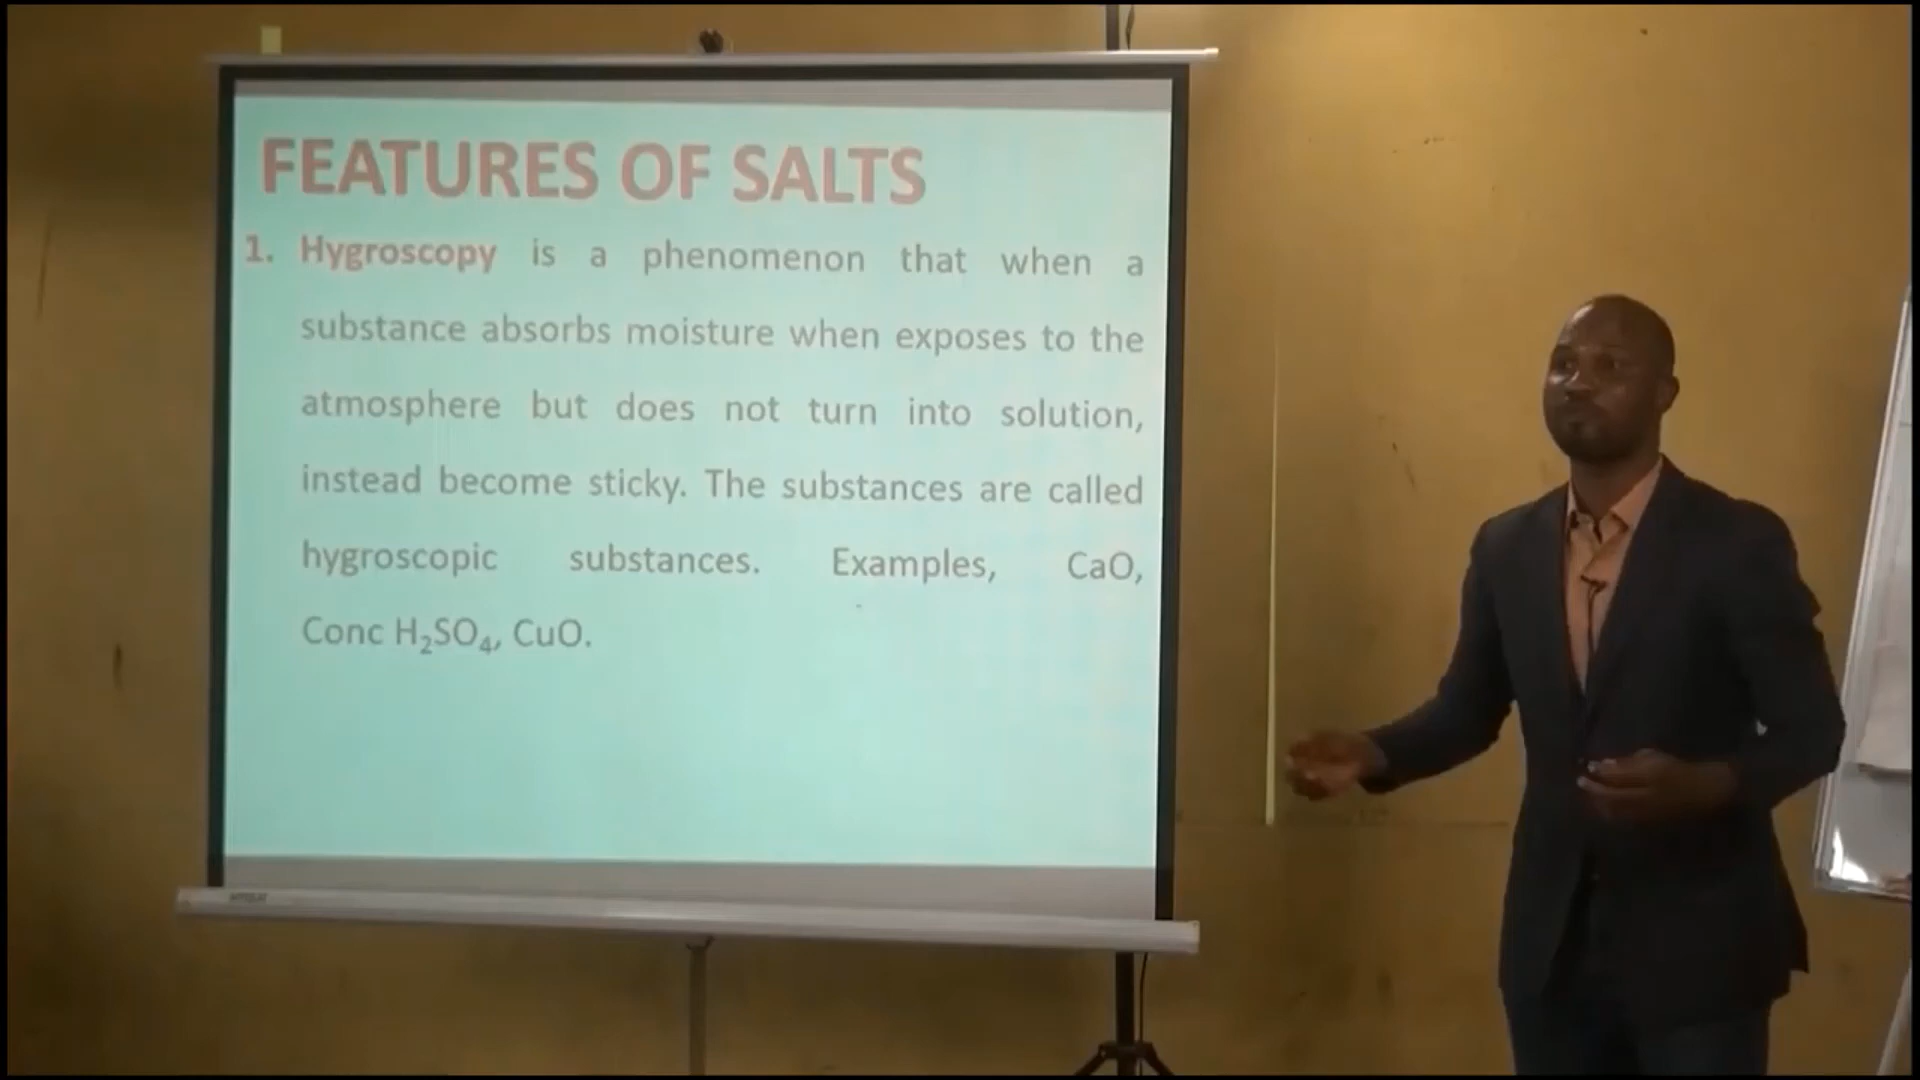 FEATURES OF SALTS
1. Hygroscopy is a phenomenon that when a
substance absorbs moisture when exposes to the
atmosphere but does not turn into solution,
instead become sticky. The substances are called
hygroscopic substances. Examples, CaO,
Conc H₂SO₄, CuO.